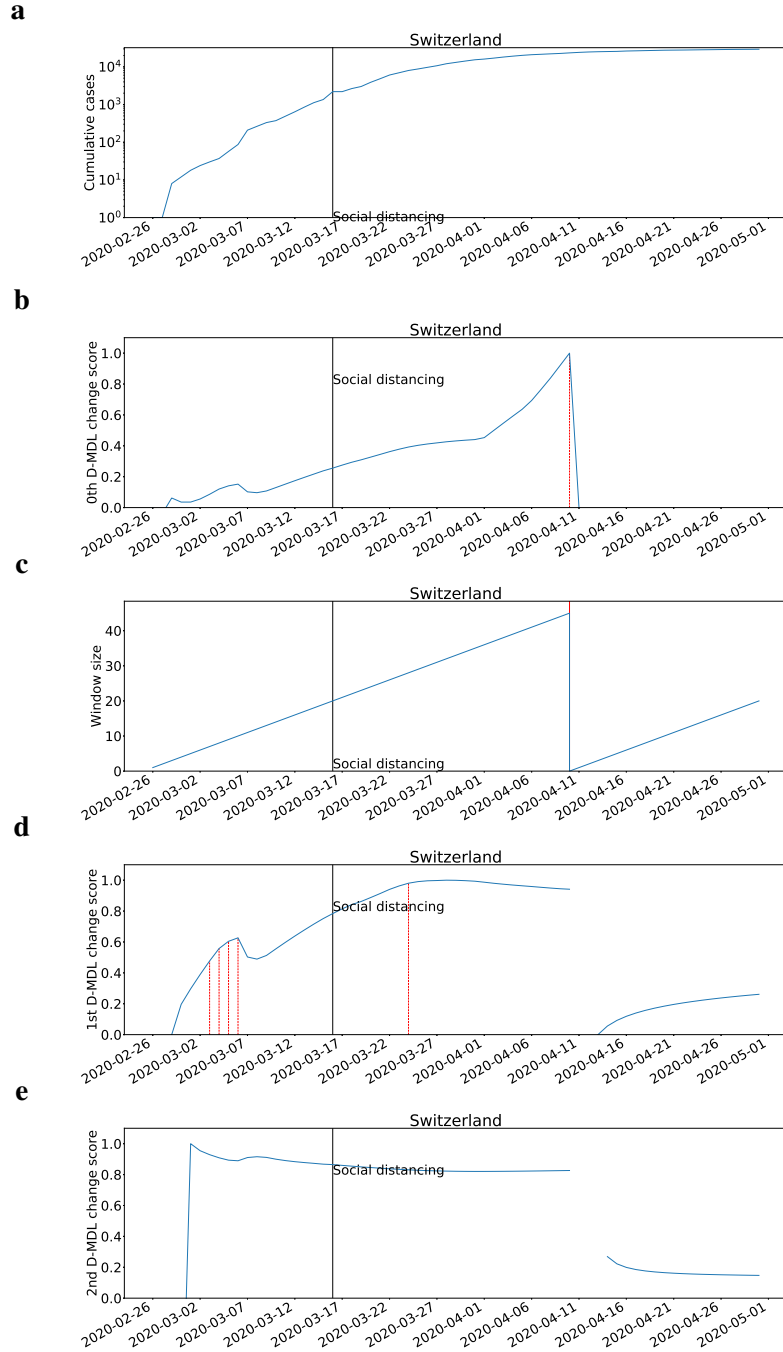 a
Switzerland
Cumulative cases
10⁴
10³
10²
10¹
10⁰
Social distancing
2020-02-26 2020-03-02 2020-03-07 2020-03-12 2020-03-17 2020-03-22 2020-03-27 2020-04-01 2020-04-06 2020-04-11 2020-04-16 2020-04-21 2020-04-26 2020-05-01
b
Switzerland
0th D-MDL change score
1.0
0.8
Social distancing
0.6
0.4
0.2
0.0
2020-02-26 2020-03-02 2020-03-07 2020-03-12 2020-03-17 2020-03-22 2020-03-27 2020-04-01 2020-04-06 2020-04-11 2020-04-16 2020-04-21 2020-04-26 2020-05-01
c
Switzerland
Window size
40
30
20
10
0
Social distancing
2020-02-26 2020-03-02 2020-03-07 2020-03-12 2020-03-17 2020-03-22 2020-03-27 2020-04-01 2020-04-06 2020-04-11 2020-04-16 2020-04-21 2020-04-26 2020-05-01
d
Switzerland
1st D-MDL change score
1.0
0.8
Social distancing
0.6
0.4
0.2
0.0
2020-02-26 2020-03-02 2020-03-07 2020-03-12 2020-03-17 2020-03-22 2020-03-27 2020-04-01 2020-04-06 2020-04-11 2020-04-16 2020-04-21 2020-04-26 2020-05-01
e
Switzerland
2nd D-MDL change score
1.0
0.8
Social distancing
0.6
0.4
0.2
0.0
2020-02-26 2020-03-02 2020-03-07 2020-03-12 2020-03-17 2020-03-22 2020-03-27 2020-04-01 2020-04-06 2020-04-11 2020-04-16 2020-04-21 2020-04-26 2020-05-01